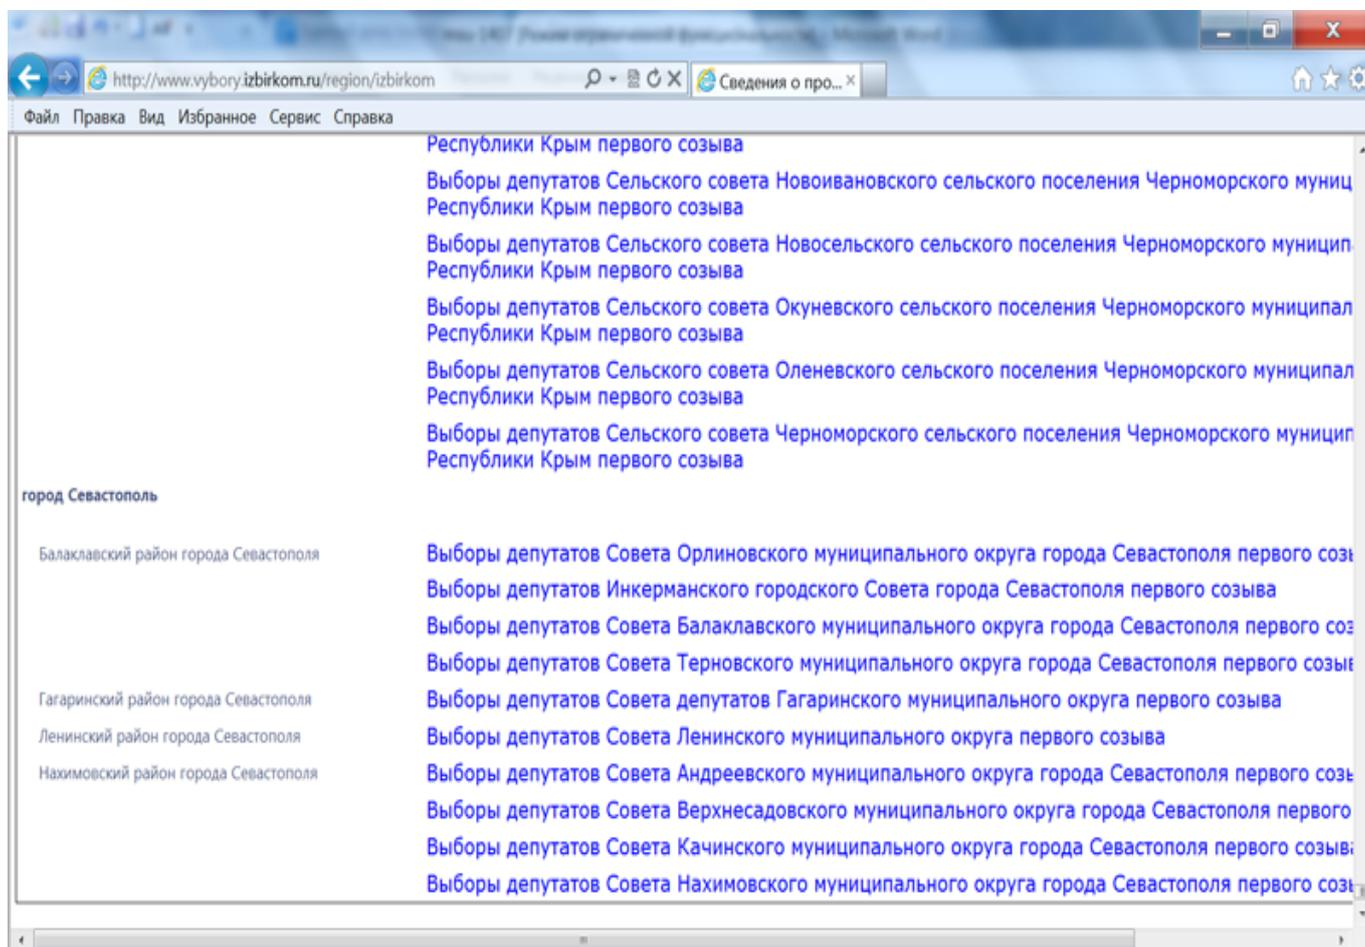 http://www.vybory.izbirkom.ru/region/izbirkom
Сведения о про...
Файл Правка Вид Избранное Сервис Справка
Республики Крым первого созыва
Выборы депутатов Сельского совета Новоивановского сельского поселения Черноморского муниц
Республики Крым первого созыва
Выборы депутатов Сельского совета Новосельского сельского поселения Черноморского муницип
Республики Крым первого созыва
Выборы депутатов Сельского совета Окуневского сельского поселения Черноморского муниципал
Республики Крым первого созыва
Выборы депутатов Сельского совета Оленевского сельского поселения Черноморского муниципал
Республики Крым первого созыва
Выборы депутатов Сельского совета Черноморского сельского поселения Черноморского муницип
Республики Крым первого созыва
город Севастополь
Балаклавский район города Севастополя Выборы депутатов Совета Орлиновского муниципального округа города Севастополя первого созы
Выборы депутатов Инкерманского городского Совета города Севастополя первого созыва
Выборы депутатов Совета Балаклавского муниципального округа города Севастополя первого соз
Выборы депутатов Совета Терновского муниципального округа города Севастополя первого созыв
Гагаринский район города Севастополя Выборы депутатов Совета депутатов Гагаринского муниципального округа первого созыва
Ленинский район города Севастополя Выборы депутатов Совета Ленинского муниципального округа первого созыва
Нахимовский район города Севастополя Выборы депутатов Совета Андреевского муниципального округа города Севастополя первого созы
Выборы депутатов Совета Верхнесадовского муниципального округа города Севастополя первого
Выборы депутатов Совета Качинского муниципального округа города Севастополя первого созыва
Выборы депутатов Совета Нахимовского муниципального округа города Севастополя первого созы